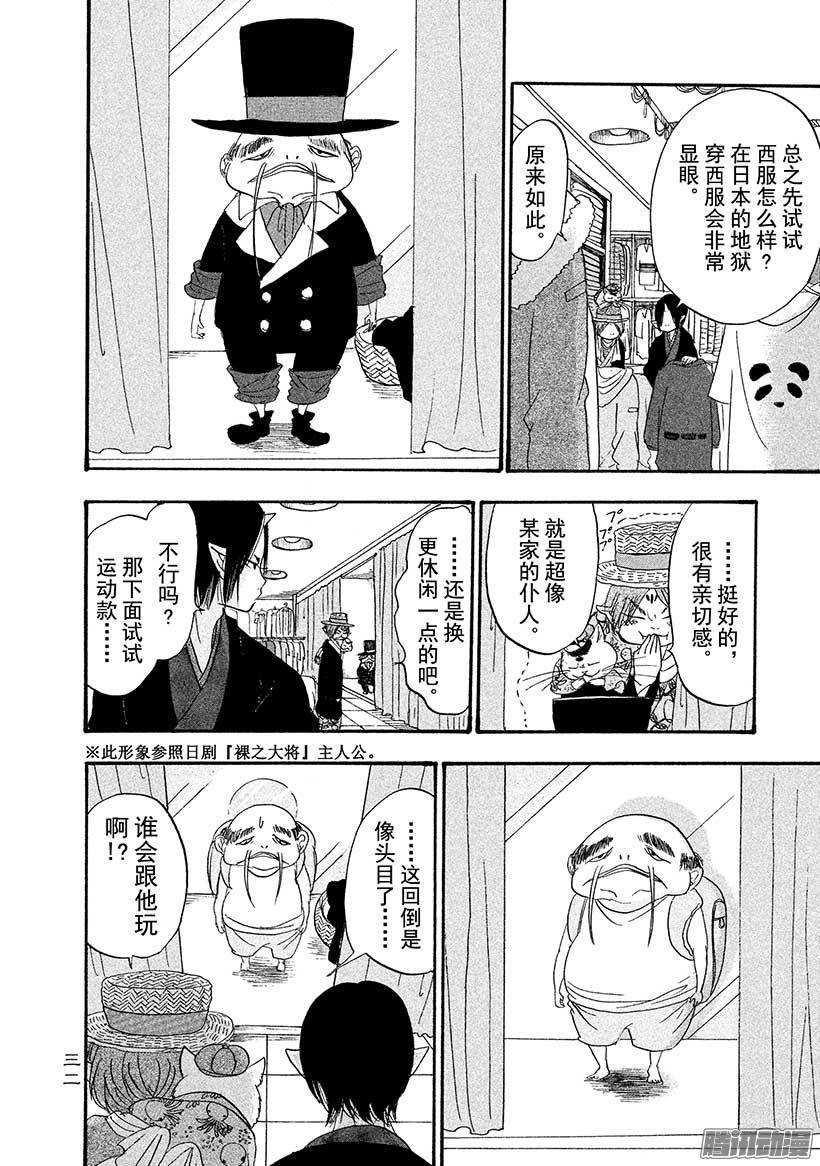 总之先试试
西服怎么样？
在日本的地狱
穿西服会非常
显眼。
原来如此。
……挺好的，
很有亲切感。
就是超像
某家的仆人。
……还是换
更休闲一点的吧。
不行吗？
那下面试试
运动款……
※此形象参照日剧『裸之大将』主人公。
……这回倒是
像头目了……
谁会跟他玩
啊!?
三二
腾讯动漫